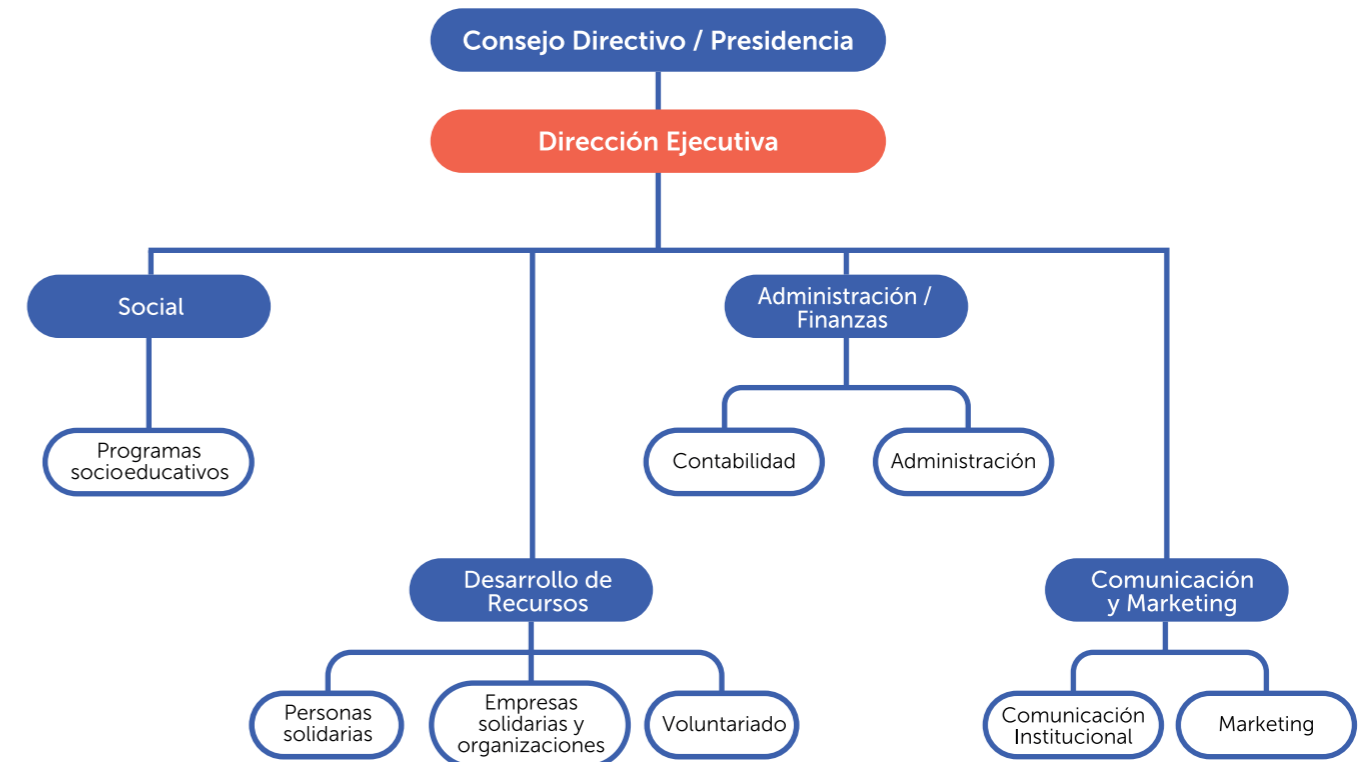 Consejo Directivo / Presidencia
Dirección Ejecutiva
Social
Administración /
Finanzas
Programas
socioeducativos
Contabilidad
Administración
Desarrollo de
Recursos
Comunicación
y Marketing
Personas
solidarias
Empresas
solidarias y
organizaciones
Voluntariado
Comunicación
Institucional
Marketing